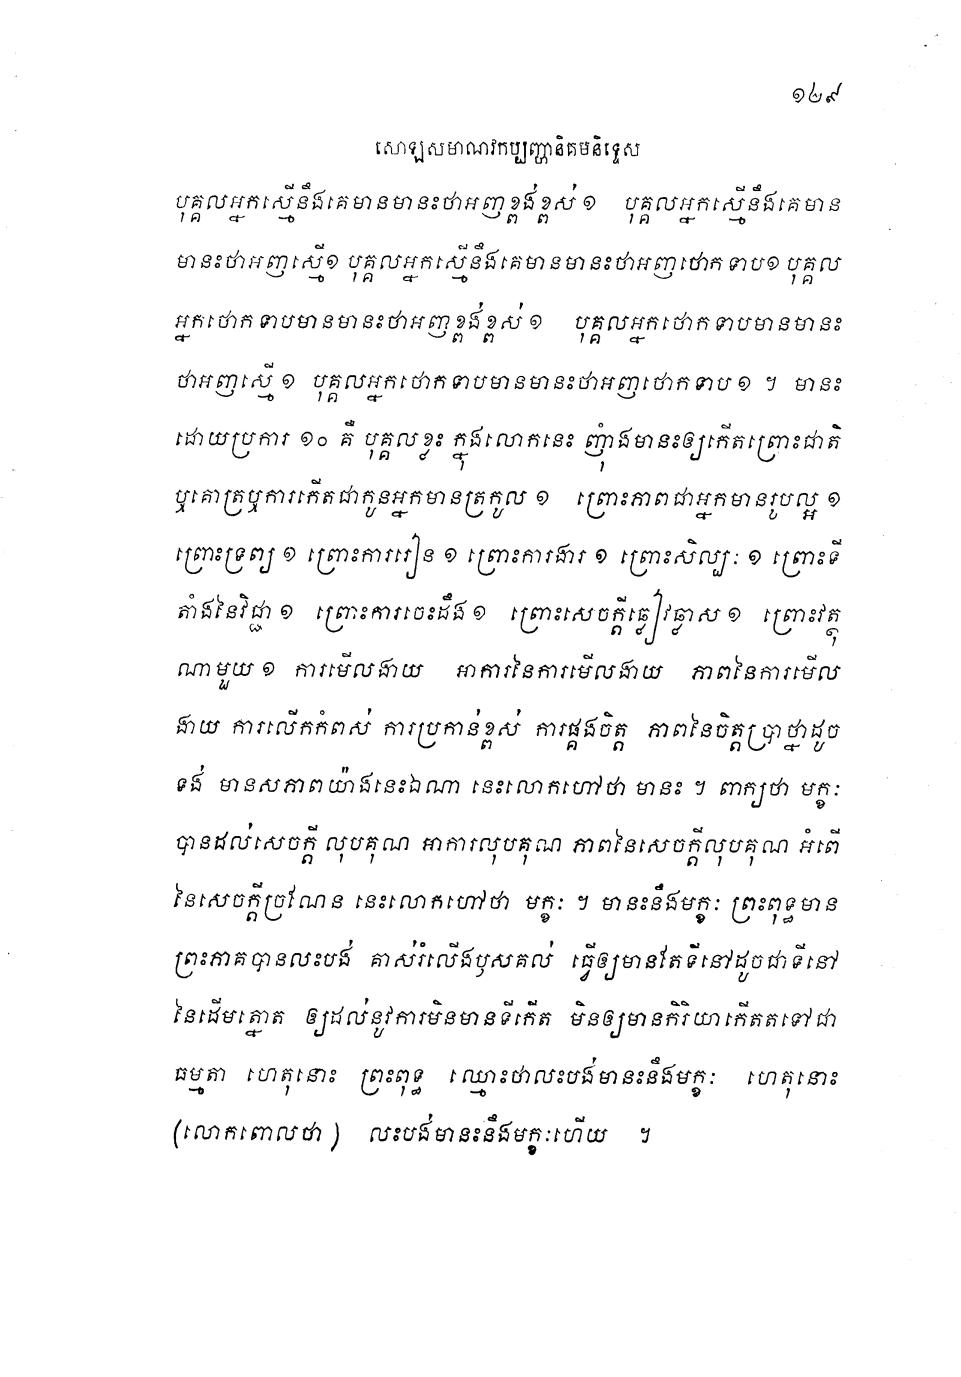 ១៤៩
សោឡសមាណវកប្បញ្ហានិគមនិទ្ទេស
បុគ្គលអ្នកស្មើនឹងគេមានមានះថាអញខ្ពង់ខ្ពស់ ១ បុគ្គលអ្នកស្មើនឹងគេមាន
មានះថាអញស្មើ ១ បុគ្គលអ្នកស្មើនឹងគេមានមានះថាអញថោកទាប ១ បុគ្គល
អ្នកថោកទាបមានមានះថាអញខ្ពង់ខ្ពស់ ១ បុគ្គលអ្នកថោកទាបមានមានះ
ថាអញស្មើ ១ បុគ្គលអ្នកថោកទាបមានមានះថាអញថោកទាប ១ ។ មានះ
ដោយប្រការ ១០ គឺ បុគ្គលខ្លះ ក្នុងលោកនេះ ញុំាងមានះឲ្យកើតព្រោះជាតិ
ឬគោត្រឬការកើតជាកូនអ្នកមានត្រកូល ១ ព្រោះភាពជាអ្នកមានរូបល្អ ១
ព្រោះទ្រព្យ ១ ព្រោះការរៀន ១ ព្រោះការងារ ១ ព្រោះសិល្បៈ ១ ព្រោះទី
តាំងនៃវិជ្ជា ១ ព្រោះការចេះដឹង ១ ព្រោះសេចក្ដីឆ្លៀវឆ្លាស ១ ព្រោះវត្ថុ
ណាមួយ ១ ការមើលងាយ អាការនៃការមើលងាយ ភាពនៃការមើល
ងាយ ការលើកកំពស់ ការប្រកាន់ខ្ពស់ ការផ្គងចិត្ត ភាពនៃចិត្តប្រាថ្នាដូច
ទង់ មានសភាពយ៉ាងនេះឯណា នេះលោកហៅថា មានះ ។ ពាក្យថា មក្ខៈ
បានដល់សេចក្ដី លុបគុណ អាការលុបគុណ ភាពនៃសេចក្ដីលុបគុណ អំពើ
នៃសេចក្ដីច្រណែន នេះលោកហៅថា មក្ខៈ ។ មានះនឹងមក្ខៈ ព្រះពុទ្ធមាន
ព្រះភាគបានលះបង់ គាស់រំលើងឫសគល់ ធ្វើឲ្យមានតែទីនៅដូចជាទីនៅ
នៃដើមត្នោត ឲ្យដល់នូវការមិនមានទីកើត មិនឲ្យមានកិរិយាកើតតទៅជា
ធម្មតា ហេតុនោះ ព្រះពុទ្ធ ឈ្មោះថាលះបង់មានះនឹងមក្ខៈ ហេតុនោះ
(លោកពោលថា) លះបង់មានះនឹងមក្ខៈហើយ ។